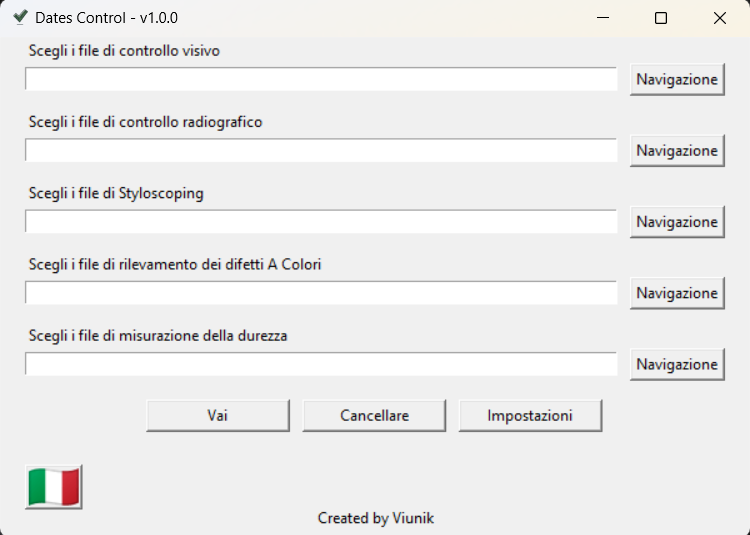 Dates Control - v1.0.0
Scegli i file di controllo visivo
Navigazione
Scegli i file di controllo radiografico
Navigazione
Scegli i file di Styloscoping
Navigazione
Scegli i file di rilevamento dei difetti A Colori
Navigazione
Scegli i file di misurazione della durezza
Navigazione
Vai Cancellare Impostazioni
Created by Viunik